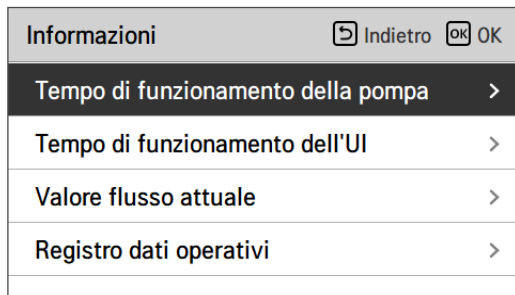 Informazioni Indietro OK OK
Tempo di funzionamento della pompa >
Tempo di funzionamento dell'UI >
Valore flusso attuale >
Registro dati operativi >